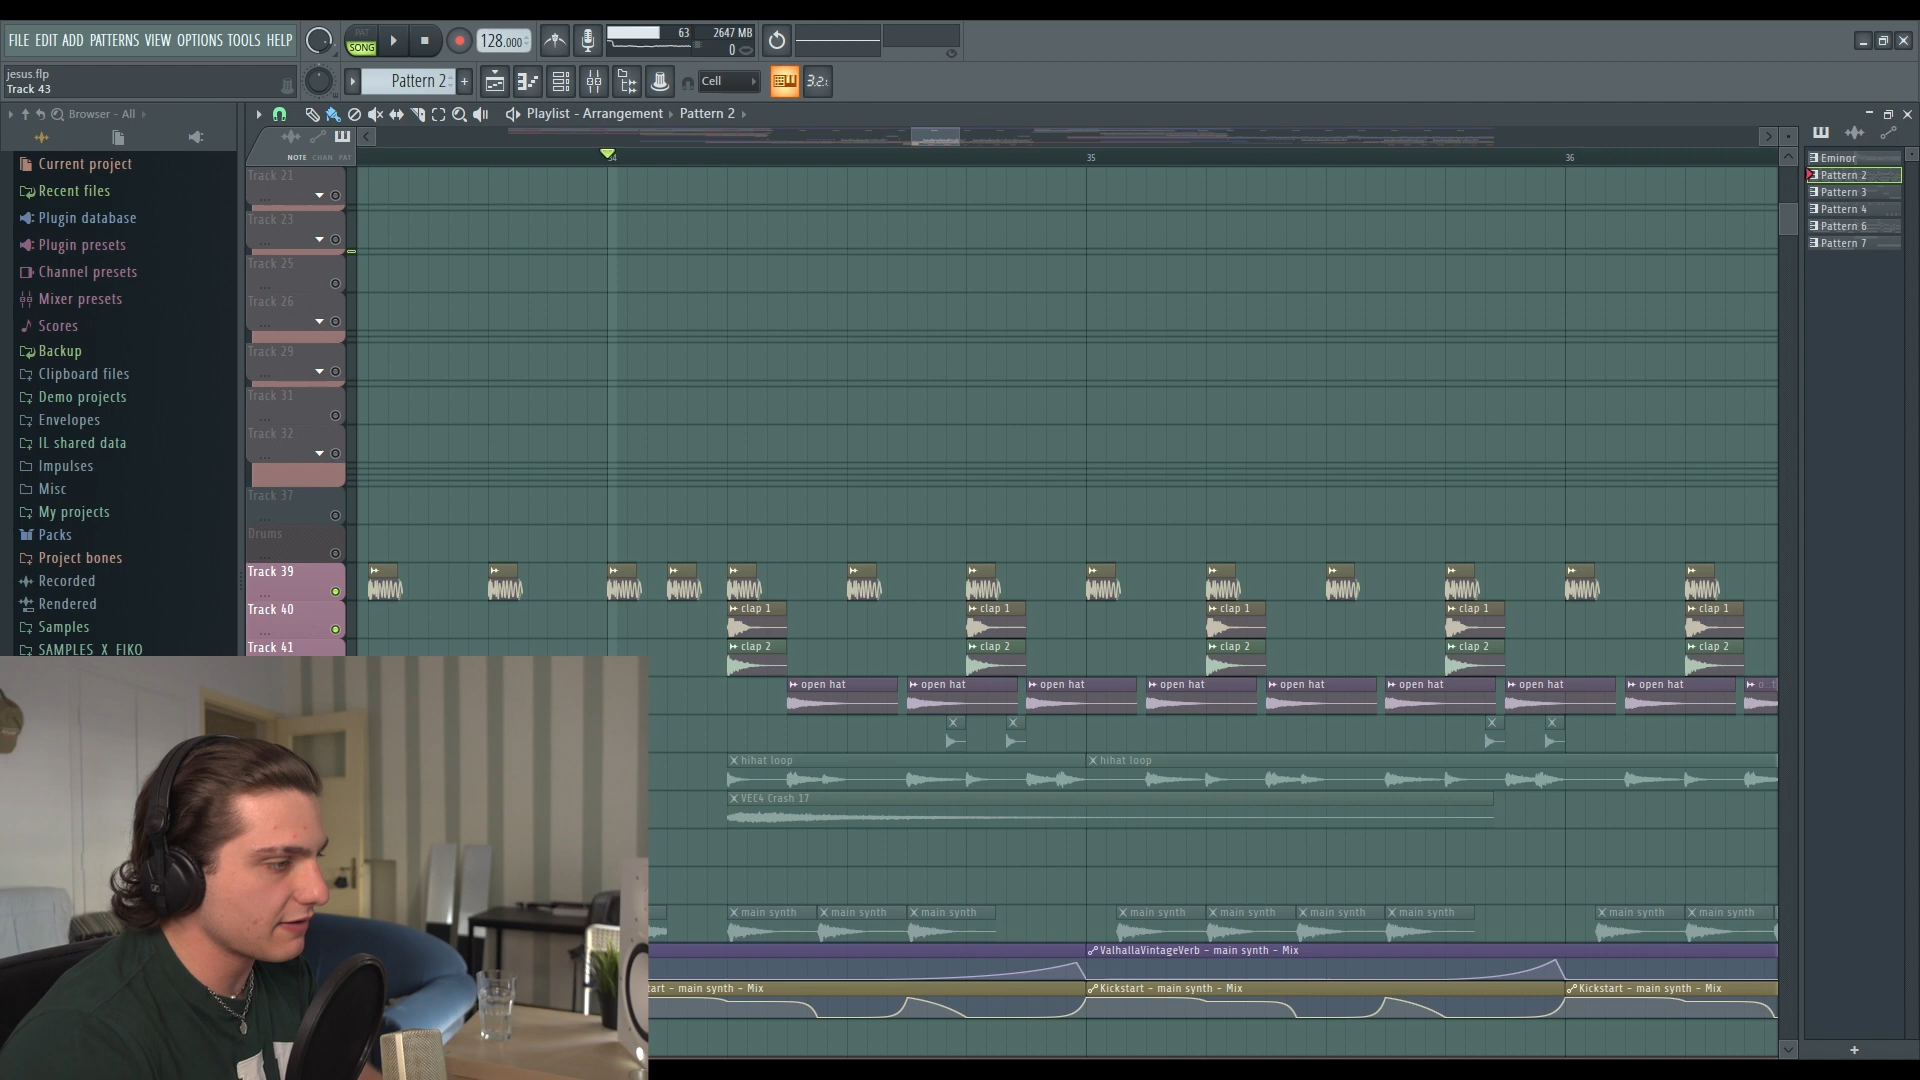 FILE EDIT ADD PATTERNS VIEW OPTIONS TOOLS HELP
PAT
SONG
128.000
63
2647 MB
0
jesus.flp
Track 43
Pattern 2
+
Cell
3.2:
Browser - All
Playlist - Arrangement › Pattern 2 ›
NOTE CHAN PAT
34
35
36
Current project
Recent files
Plugin database
Plugin presets
Channel presets
Mixer presets
Scores
Backup
Clipboard files
Demo projects
Envelopes
IL shared data
Impulses
Misc
My projects
Packs
Project bones
Recorded
Rendered
Samples
SAMPLES X FIKO
Track 21
Track 23
Track 25
Track 26
Track 29
Track 31
Track 32
Track 37
Drums
Track 39
Track 40
Track 41
clap 1
clap 1
clap 1
clap 1
clap 1
clap 2
clap 2
clap 2
clap 2
clap 2
open hat
open hat
open hat
open hat
open hat
open hat
open hat
open hat
hihat loop
hihat loop
VEC4 Crash 17
main synth
main synth
main synth
main synth
main synth
main synth
main synth
main synth
main synth
ValhallaVintageVerb - main synth - Mix
tart - main synth - Mix
Kickstart - main synth - Mix
Kickstart - main synth - Mix
Eminor
Pattern 2
Pattern 3
Pattern 4
Pattern 6
Pattern 7
+